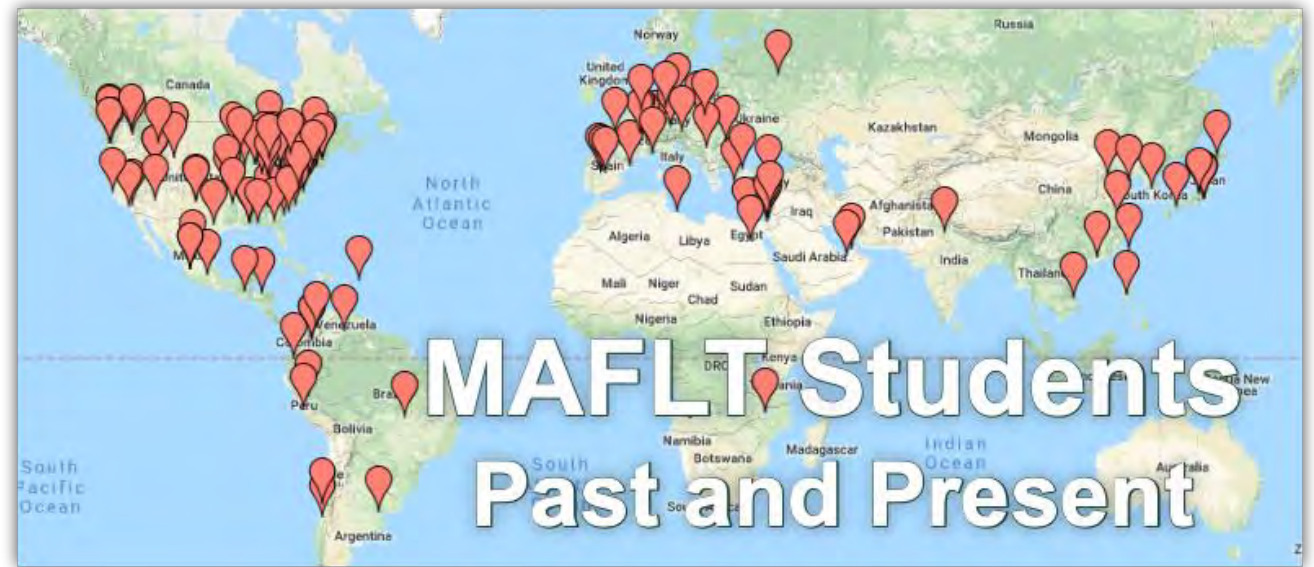 Russia
Norway
United
Kingdom
Canada
Ukraine
Kazakhstan
Mongolia
Italy
North
Atlantic
Ocean
China
South Korea
Afghanistan
Iraq
Algeria
Libya
Egypt
Pakistan
Saudi Arabia
India
Mali
Niger
Sudan
Thailand
Chad
Nigeria
Ethiopia
Venezuela
Colombia
Kenya
DRC
MAFLT Students
Peru
Bolivia
Namibia
Botswana
Madagascar
Indian
Ocean
Australia
South
Pacific
Ocean
South
Past and Present
Argentina